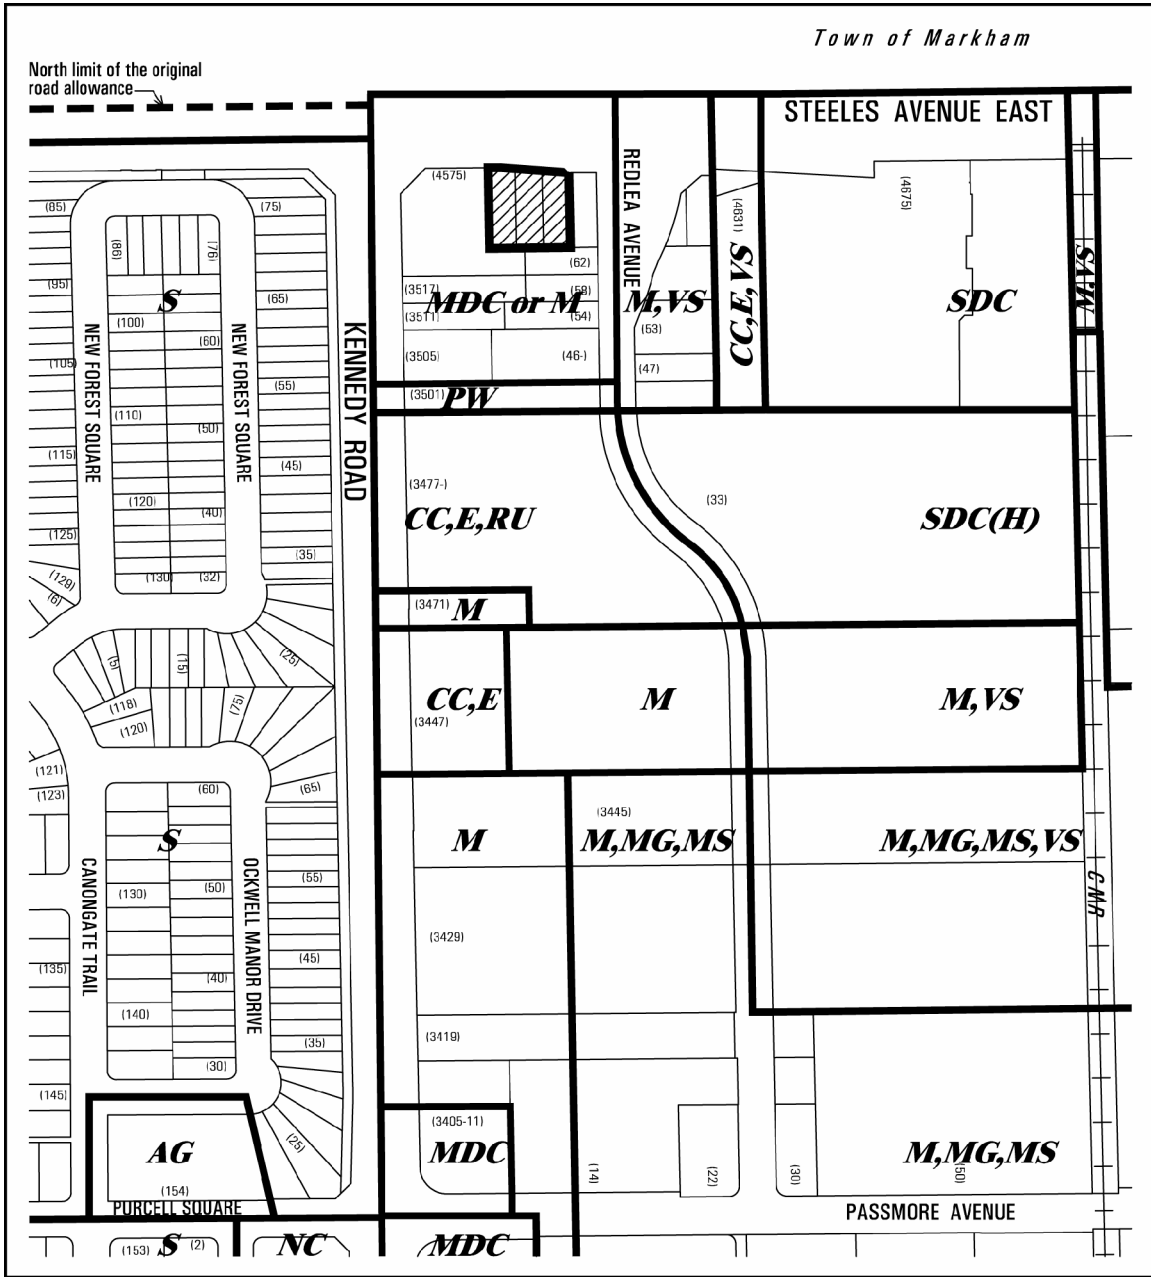 Town of Markham
North limit of the original
road allowance
STEELES AVENUE EAST
REDLEA AVENUE
KENNEDY ROAD
NEW FOREST SQUARE
NEW FOREST SQUARE
(85)
(95)
(105)
(115)
(125)
(129)
(6)
(86)
(76)
S
(100)
(60)
(110)
(50)
(120)
(40)
(130)
(32)
(75)
(65)
(55)
(45)
(35)
(25)
(5)
(15)
(118)
(120)
(75)
(65)
(121)
(123)
(4575)
(62)
(3517)
(58)
MDC or M
(3511)
(54)
(3505)
(46-)
(3501)
PW
M,VS
(53)
(47)
(4631)
CC,E,VS
(4675)
SDC
M,VS
(3477-)
CC,E,RU
(33)
SDC(H)
(3471)
M
CC,E
(3447)
M
M,VS
CANONGATE TRAIL
OCKWELL MANOR DRIVE
(60)
S
(130)
(50)
(40)
(140)
(30)
(55)
(45)
(35)
(25)
(135)
(145)
M
(3445)
M,MG,MS
M,MG,MS,VS
CMR
(3429)
(3419)
(3405-11)
MDC
(14)
(22)
(30)
M,MG,MS
(50)
AG
(154)
PURCELL SQUARE
PASSMORE AVENUE
(153)
S
(2)
NC
MDC